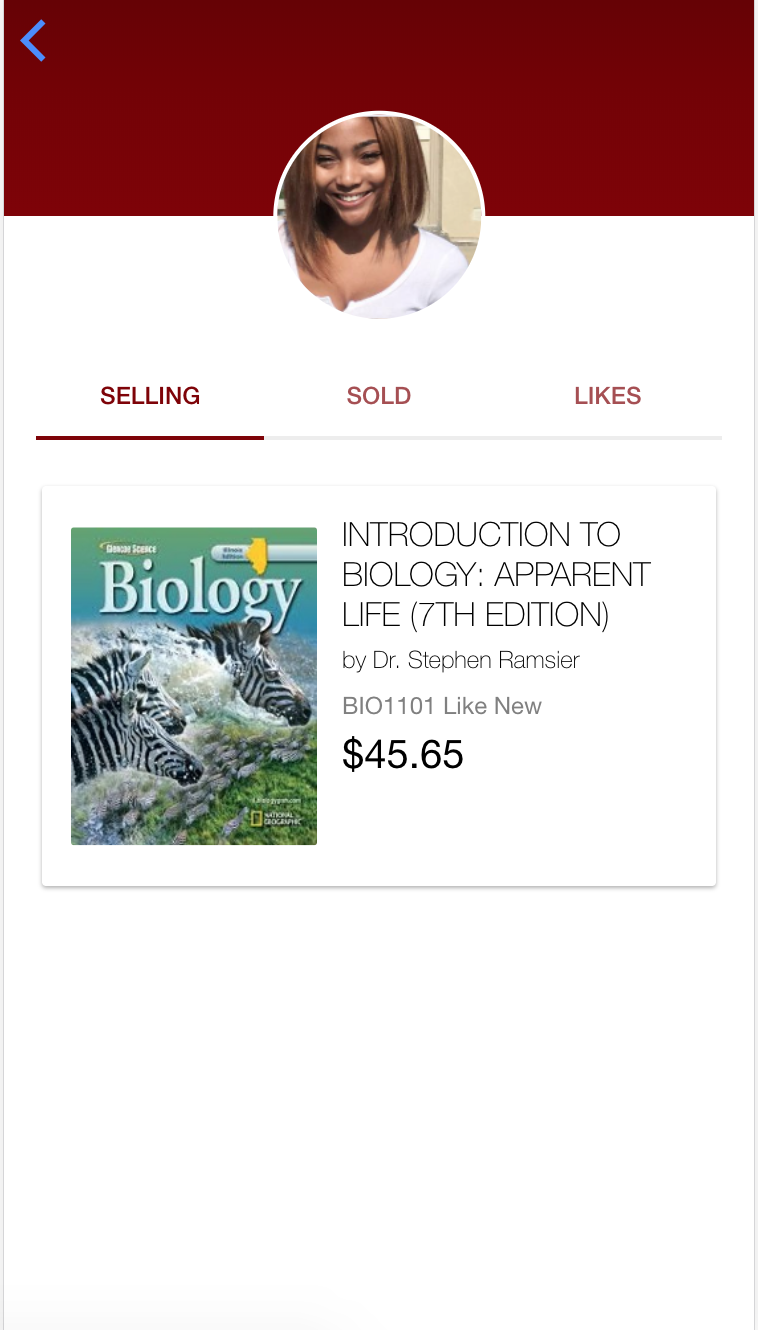 SELLING
SOLD
LIKES
Glencoe Science
Illinois
Edition
Biology
NATIONAL
GEOGRAPHIC
INTRODUCTION TO
BIOLOGY: APPARENT
LIFE (7TH EDITION)
by Dr. Stephen Ramsier
BIO1101 Like New
$45.65